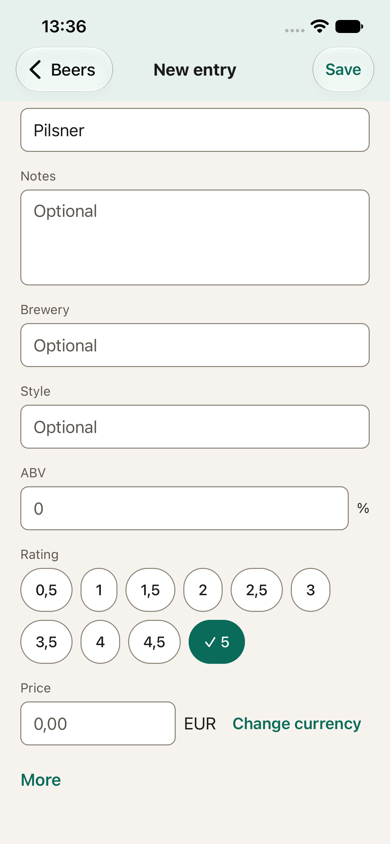 13:36
Beers
New entry
Save
Pilsner
Notes
Optional
Brewery
Optional
Style
Optional
ABV
0
%
Rating
0,5 1 1,5 2 2,5 3
3,5 4 4,5 ✓ 5
Price
0,00 EUR Change currency
More